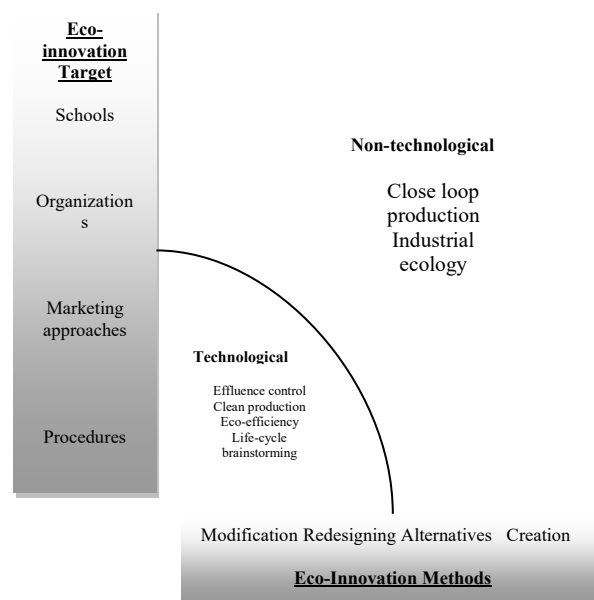 Eco-
innovation
Target
Schools
Organization
s
Marketing
approaches
Procedures
Non-technological
Close loop
production
Industrial
ecology
Technological
Effluence control
Clean production
Eco-efficiency
Life-cycle
brainstorming
Modification Redesigning Alternatives Creation
Eco-Innovation Methods